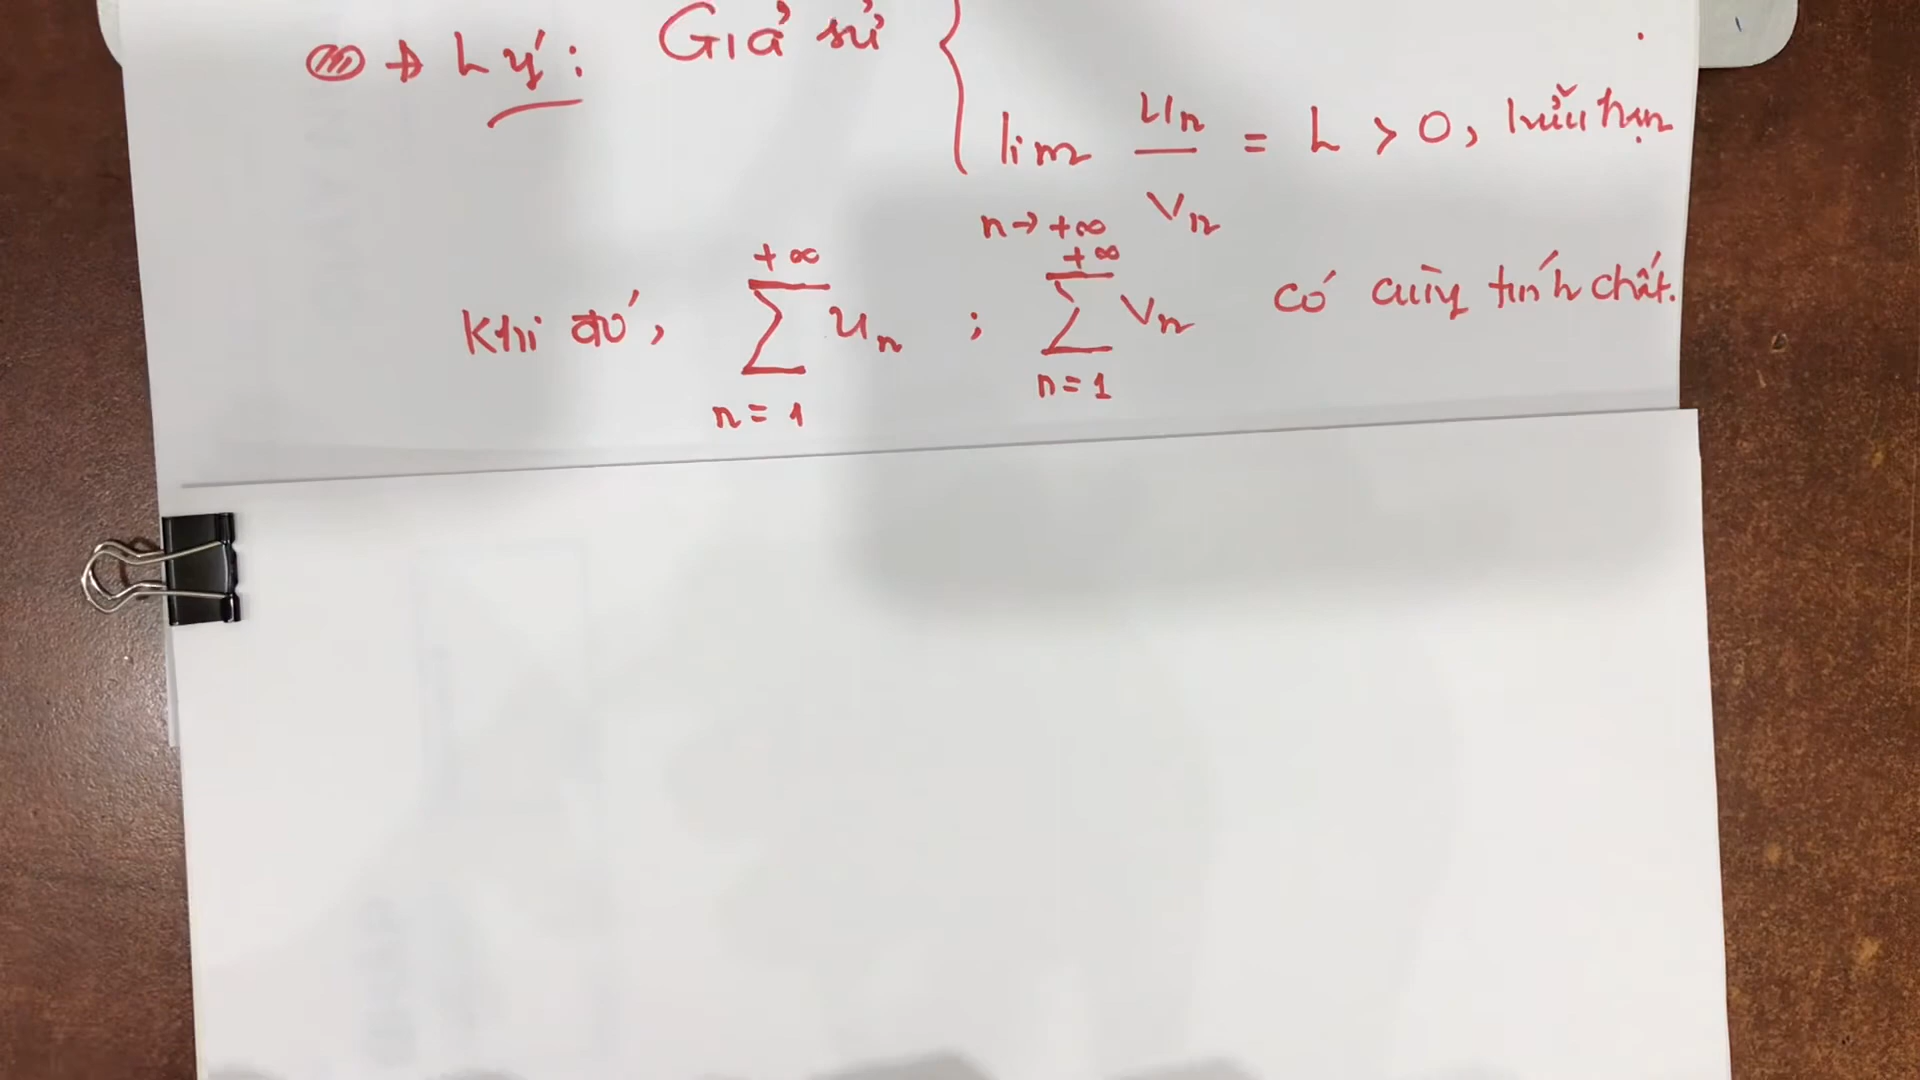 → Lý: Giả sử {
lim n→+∞ un/vn = L > 0, hữu hạn
Khi đó, ∑ n=1 +∞ un ; ∑ n=1 +∞ vn có cùng tính chất.